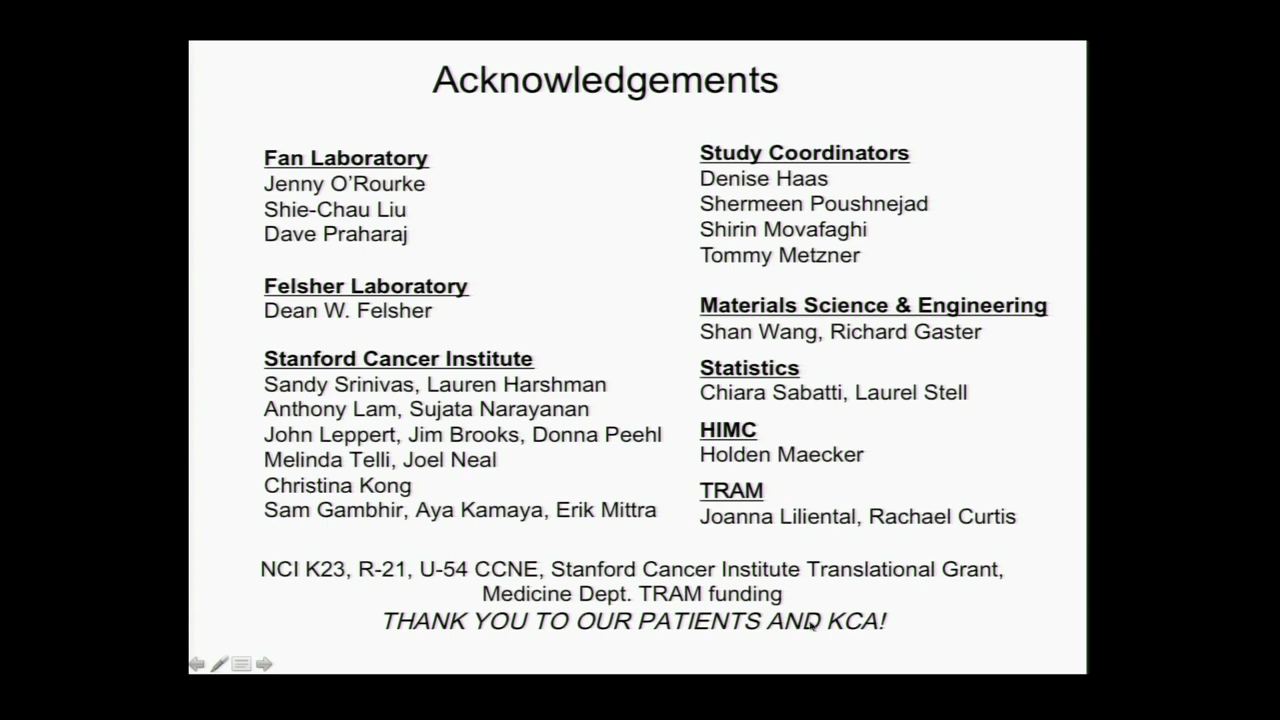 Acknowledgements
Fan Laboratory
Jenny O'Rourke
Shie-Chau Liu
Dave Praharaj
Felsher Laboratory
Dean W. Felsher
Stanford Cancer Institute
Sandy Srinivas, Lauren Harshman
Anthony Lam, Sujata Narayanan
John Leppert, Jim Brooks, Donna Peehl
Melinda Telli, Joel Neal
Christina Kong
Sam Gambhir, Aya Kamaya, Erik Mittra
Study Coordinators
Denise Haas
Shermeen Poushnejad
Shirin Movafaghi
Tommy Metzner
Materials Science & Engineering
Shan Wang, Richard Gaster
Statistics
Chiara Sabatti, Laurel Stell
HIMC
Holden Maecker
TRAM
Joanna Liliental, Rachael Curtis
NCI K23, R-21, U-54 CCNE, Stanford Cancer Institute Translational Grant,
Medicine Dept. TRAM funding
THANK YOU TO OUR PATIENTS AND KCA!